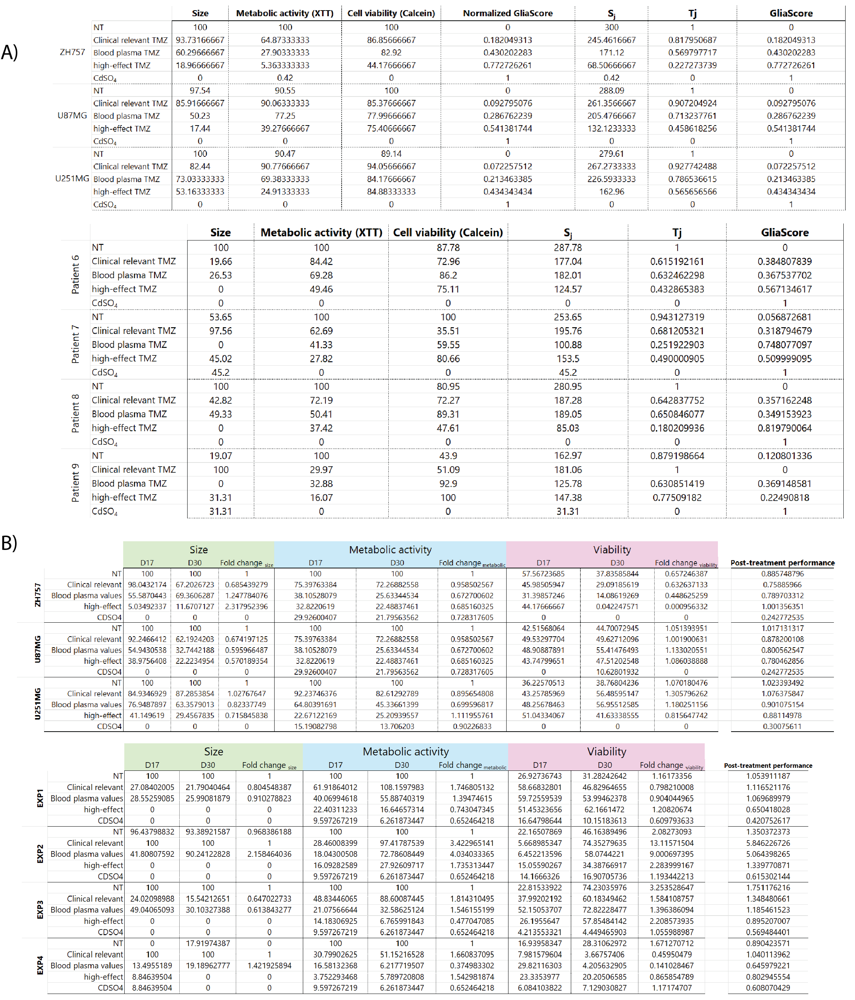 A)
Size Metabolic activity (XTT) Cell viability (Calcein) Normalized GliaScore Sj Tj GliaScore
ZH757
NT 100 100 100 0 300 1 0
Clinical relevant TMZ 93.73166667 64.87333333 86.85666667 0.182049313 245.4616667 0.817950687 0.182049313
Blood plasma TMZ 60.29666667 27.90333333 82.92 0.430202283 171.12 0.569797717 0.430202283
high-effect TMZ 18.96666667 5.363333333 44.17666667 0.772726261 68.50666667 0.227273739 0.772726261
CdSO4 0 0.42 0 1 0.42 0 1
U87MG
NT 97.54 90.55 100 0 288.09 1 0
Clinical relevant TMZ 85.91666667 90.06333333 85.37666667 0.092795076 261.3566667 0.907204924 0.092795076
Blood plasma TMZ 50.23 77.25 77.99666667 0.286762239 205.4766667 0.713237761 0.286762239
high-effect TMZ 17.44 39.27666667 75.40666667 0.541381744 132.1233333 0.458618256 0.541381744
CdSO4 0 0 0 1 0 0 1
U251MG
NT 100 90.47 89.14 0 279.61 1 0
Clinical relevant TMZ 82.44 90.77666667 94.05666667 0.072257512 267.2733333 0.927742488 0.072257512
Blood plasma TMZ 73.03333333 69.38333333 84.17666667 0.213463385 226.5933333 0.786536615 0.213463385
high-effect TMZ 53.16333333 24.91333333 84.88333333 0.434343434 162.96 0.565656566 0.434343434
CdSO4 0 0 0 1 0 0 1
Size Metabolic activity (XTT) Cell viability (Calcein) Sj Tj GliaScore
Patient 6
NT 100 100 87.78 287.78 1 0
Clinical relevant TMZ 19.66 84.42 72.96 177.04 0.615192161 0.384807839
Blood plasma TMZ 26.53 69.28 86.2 182.01 0.632462298 0.367537702
high-effect TMZ 0 49.46 75.11 124.57 0.432865383 0.567134617
CdSO4 0 0 0 0 0 1
Patient 7
NT 53.65 100 100 253.65 0.943127319 0.056872681
Clinical relevant TMZ 97.56 62.69 35.51 195.76 0.681205321 0.318794679
Blood plasma TMZ 0 41.33 59.55 100.88 0.251922903 0.748077097
high-effect TMZ 45.02 27.82 80.66 153.5 0.490000905 0.509999095
CdSO4 45.2 0 0 45.2 0 1
Patient 8
NT 100 100 80.95 280.95 1 0
Clinical relevant TMZ 42.82 72.19 72.27 187.28 0.642837752 0.357162248
Blood plasma TMZ 49.33 50.41 89.31 189.05 0.650846077 0.349153923
high-effect TMZ 0 37.42 47.61 85.03 0.180209936 0.819790064
CdSO4 0 0 0 0 0 1
Patient 9
NT 19.07 100 43.9 162.97 0.879198664 0.120801336
Clinical relevant TMZ 100 29.97 51.09 181.06 1 0
Blood plasma TMZ 0 32.88 92.9 125.78 0.630851419 0.369148581
high-effect TMZ 31.31 16.07 100 147.38 0.77509182 0.22490818
CdSO4 31.31 0 0 31.31 0 1
B)
Size Metabolic activity Viability
D17 D30 Fold change size D17 D30 Fold change metabolic D17 D30 Fold change viability Post-treatment performance
ZH757
NT 100 100 1 100 100 1 57.56723685 37.83585844 0.657246387 0.885748796
Clinical relevant 98.0432174 67.2026723 0.685439279 75.39763384 72.26882558 0.958502567 45.98505947 29.09185619 0.632637133 0.75885966
Blood plasma values 55.5870443 69.3606287 1.247784076 38.10528079 25.63344534 0.672700602 31.39857246 14.08619269 0.448625259 0.789703312
high-effect 5.03492337 11.6707127 2.317952396 32.8220619 22.48837461 0.685160325 44.17666667 0.042247571 0.000956332 1.001356351
CDSO4 0 0 0 29.92600407 21.79563562 0.728317605 0 0 0 0.242772535
U87MG
NT 100 100 1 100 100 1 42.51568064 44.70072945 1.051393951 1.017131317
Clinical relevant 92.2466412 62.1924203 0.674197125 75.39763384 72.26882558 0.958502567 49.53297704 49.62712096 1.001900631 0.878200108
Blood plasma values 54.9430538 32.7442188 0.595966487 38.10528079 25.63344534 0.672700602 48.90887891 55.41476493 1.133020551 0.800562547
high-effect 38.9756408 22.2234954 0.570189354 32.8220619 22.48837461 0.685160325 43.74799651 47.51202548 1.086038888 0.780462856
CDSO4 0 0 0 29.92600407 21.79563562 0.728317605 0 10.62801932 0 0.242772535
U251MG
NT 100 100 1 100 100 1 36.22570513 38.76804236 1.070180476 1.023393492
Clinical relevant 84.9346929 87.2853854 1.02767647 92.23746376 82.61292789 0.895654808 43.25785969 56.48595147 1.305796262 1.076375847
Blood plasma values 76.9487897 63.3579013 0.82337749 64.80391691 45.33661399 0.699596817 48.25678463 56.95512585 1.180251156 0.901075154
high-effect 41.149619 29.4567835 0.715845838 22.67122169 25.20939557 1.111955761 51.04334067 41.63338555 0.815647742 0.88114978
CDSO4 0 0 0 15.19082798 13.706203 0.90226833 0 0 0 0.30075611
Size Metabolic activity Viability
D17 D30 Fold change size D17 D30 Fold change metabolic D17 D30 Fold change viability Post-treatment performance
EXP1
NT 100 100 1 100 100 1 26.92736743 31.28242642 1.16173356 1.053911187
Clinical relevant 27.08402005 21.79040464 0.804548387 61.91864012 108.1597983 1.746805132 58.66832801 46.82964655 0.798210008 1.116521176
Blood plasma values 28.55259085 25.99081879 0.910278823 40.06994618 55.88740319 1.39474615 59.72559539 53.99462378 0.904044965 1.069689979
high-effect 0 0 0 22.40311233 16.64657314 0.743047345 51.45323656 62.1661472 1.20820674 0.650418028
CDSO4 0 0 0 9.597267219 6.261873447 0.652464218 16.64798644 10.15183613 0.609793633 0.420752617
EXP2
NT 96.43798832 93.38921587 0.968386188 100 100 1 22.16507869 46.16389496 2.08273093 1.350372373
Clinical relevant 100 100 1 28.46008399 97.41787539 3.422965141 5.668985347 74.35279635 13.11571504 5.846226726
Blood plasma values 41.80807592 90.24122828 2.158464036 18.04300508 72.78608449 4.034033365 6.452213596 58.0744221 9.000697395 5.064398265
high-effect 0 0 0 16.09282589 27.92609717 1.735313447 15.05590267 34.38766917 2.283999167 1.339770871
CDSO4 0 0 0 9.597267219 6.261873447 0.652464218 14.1666326 16.90705736 1.193442213 0.615302144
EXP3
NT 100 100 1 100 100 1 22.81533922 74.23035976 3.253528647 1.751176216
Clinical relevant 24.02098988 15.54212651 0.647022733 48.83446065 88.60087445 1.814310495 37.99202192 60.18349462 1.584108757 1.348480661
Blood plasma values 49.04065093 30.10327388 0.613843277 21.07566644 32.58625124 1.546155199 52.15053707 72.82228477 1.396386094 1.185461523
high-effect 0 0 0 14.18306925 6.765991843 0.477047085 26.1955647 57.85484142 2.208573935 0.895207007
CDSO4 0 0 0 9.597267219 6.261873447 0.652464218 4.213553321 4.449465903 1.055988987 0.569484401
EXP4
NT 0 17.91974387 0 100 100 1 16.93958347 28.31062972 1.671270712 0.890423571
Clinical relevant 100 100 1 30.79902625 51.15216528 1.660837095 7.981579604 3.66757406 0.45950479 1.040113962
Blood plasma values 13.4955189 19.18962777 1.421925894 16.58132368 6.217719507 0.374983302 29.82116303 4.205632905 0.141028467 0.645979221
high-effect 8.84639504 0 0 3.752293468 5.789720808 1.542981874 23.3353977 20.20506585 0.865854789 0.802945554
CDSO4 8.84639504 0 0 9.597267219 6.261873447 0.652464218 6.084103822 7.129030827 1.17174707 0.608070429